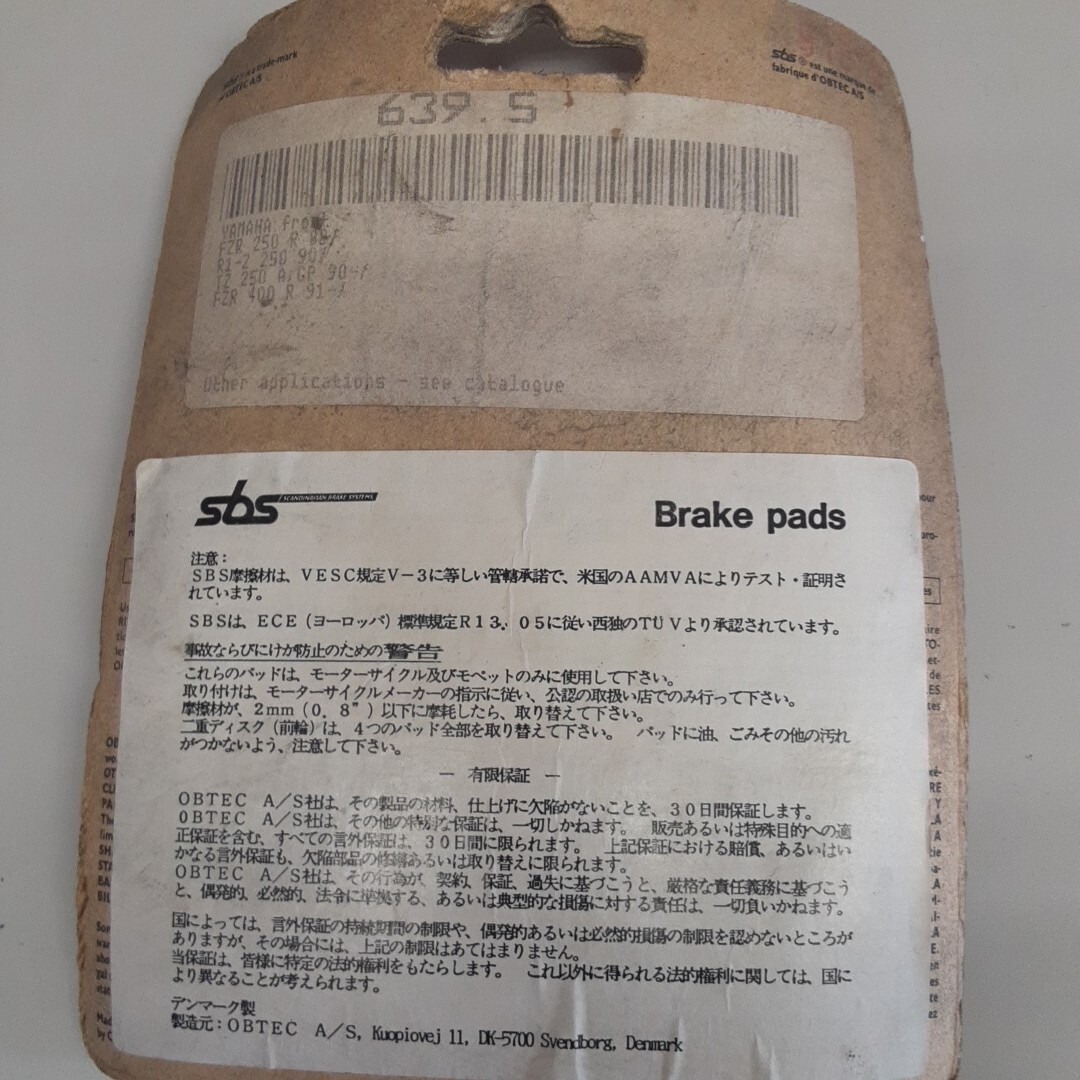 is a trade-mark
of OBTEC A/S
sbs ® est une marque de
fabrique d'OBTEC A/S
639.S
YAMAHA front
FZR 250 R
250 90-/
250 A,GP 90-/
FZR 400 R 91-/
Other applications - see catalogue
sbs SCANDINAVIAN BRAKE SYSTEMS
Brake pads
注意：
ＳＢＳ摩擦材は、ＶＥＳＣ規定Ｖ－３に等しい管轄承諾で、米国のＡＡＭＶＡによりテスト・証明さ
れています。
ＳＢＳは、ＥＣＥ（ヨーロッパ）標準規定Ｒ１３．０５に従い西独のＴＵＶより承認されています。
事故ならびにけが防止のための警告
これらのパッドは、モーターサイクル及びモペットのみに使用して下さい。
取り付けは、モーターサイクルメーカーの指示に従い、公認の取扱い店でのみ行って下さい。
摩擦材が、２ｍｍ（０．８”）以下に摩耗したら、取り替えて下さい。
二重ディスク（前輪）は、４つのパッド全部を取り替えて下さい。　パッドに油、ごみその他の汚れ
がつかないよう、注意して下さい。
― 有限保証 ―
ＯＢＴＥＣ　Ａ／Ｓ社は、その製品の材料、仕上げに欠陥がないことを、３０日間保証します。
ＯＢＴＥＣ　Ａ／Ｓ社は、その他の特別な保証は、一切しかねます。　販売あるいは特殊目的への適
正保証を含む、すべての言外保証は、３０日間に限られます。　上記保証における賠償、あるいはい
かなる言外保証も、欠陥部品の修繕あるいは取り替えに限られます。
ＯＢＴＥＣ　Ａ／Ｓ社は、その行為が、契約、保証、過失に基づこうと、厳格な責任義務に基づこう
と、偶発的、必然的、法令に準拠する、あるいは典型的な損傷に対する責任は、一切負いかねます。
国によっては、言外保証の持続期間の制限や、偶発的あるいは必然的損傷の制限を認めないところが
ありますが、その場合には、上記の制限はあてはまりません。
当保証は、皆様に特定の法的権利をもたらします。　これ以外に得られる法的権利に関しては、国に
より異なることが考えられます。
デンマーク製
製造元：ＯＢＴＥＣ　Ａ／Ｓ, Kuopiovej 11, DK-5700 Svendborg, Denmark